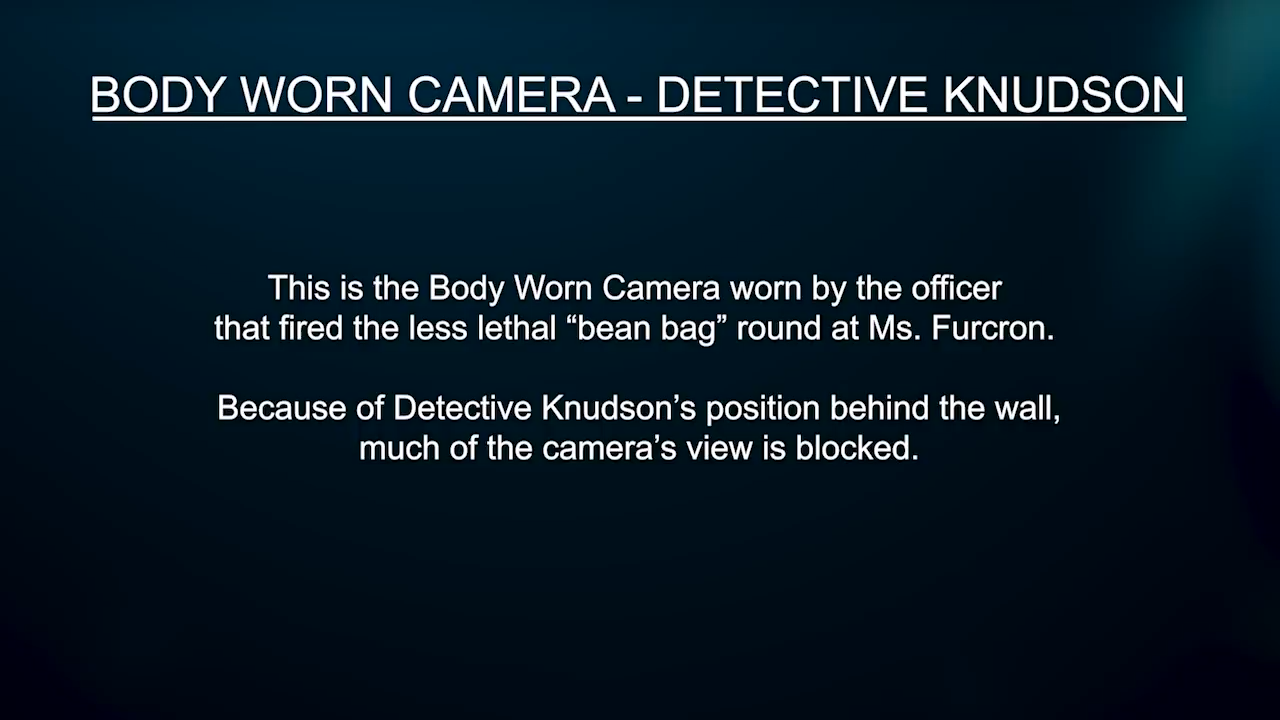 BODY WORN CAMERA - DETECTIVE KNUDSON
This is the Body Worn Camera worn by the officer
that fired the less lethal “bean bag” round at Ms. Furcron.
Because of Detective Knudson’s position behind the wall,
much of the camera’s view is blocked.